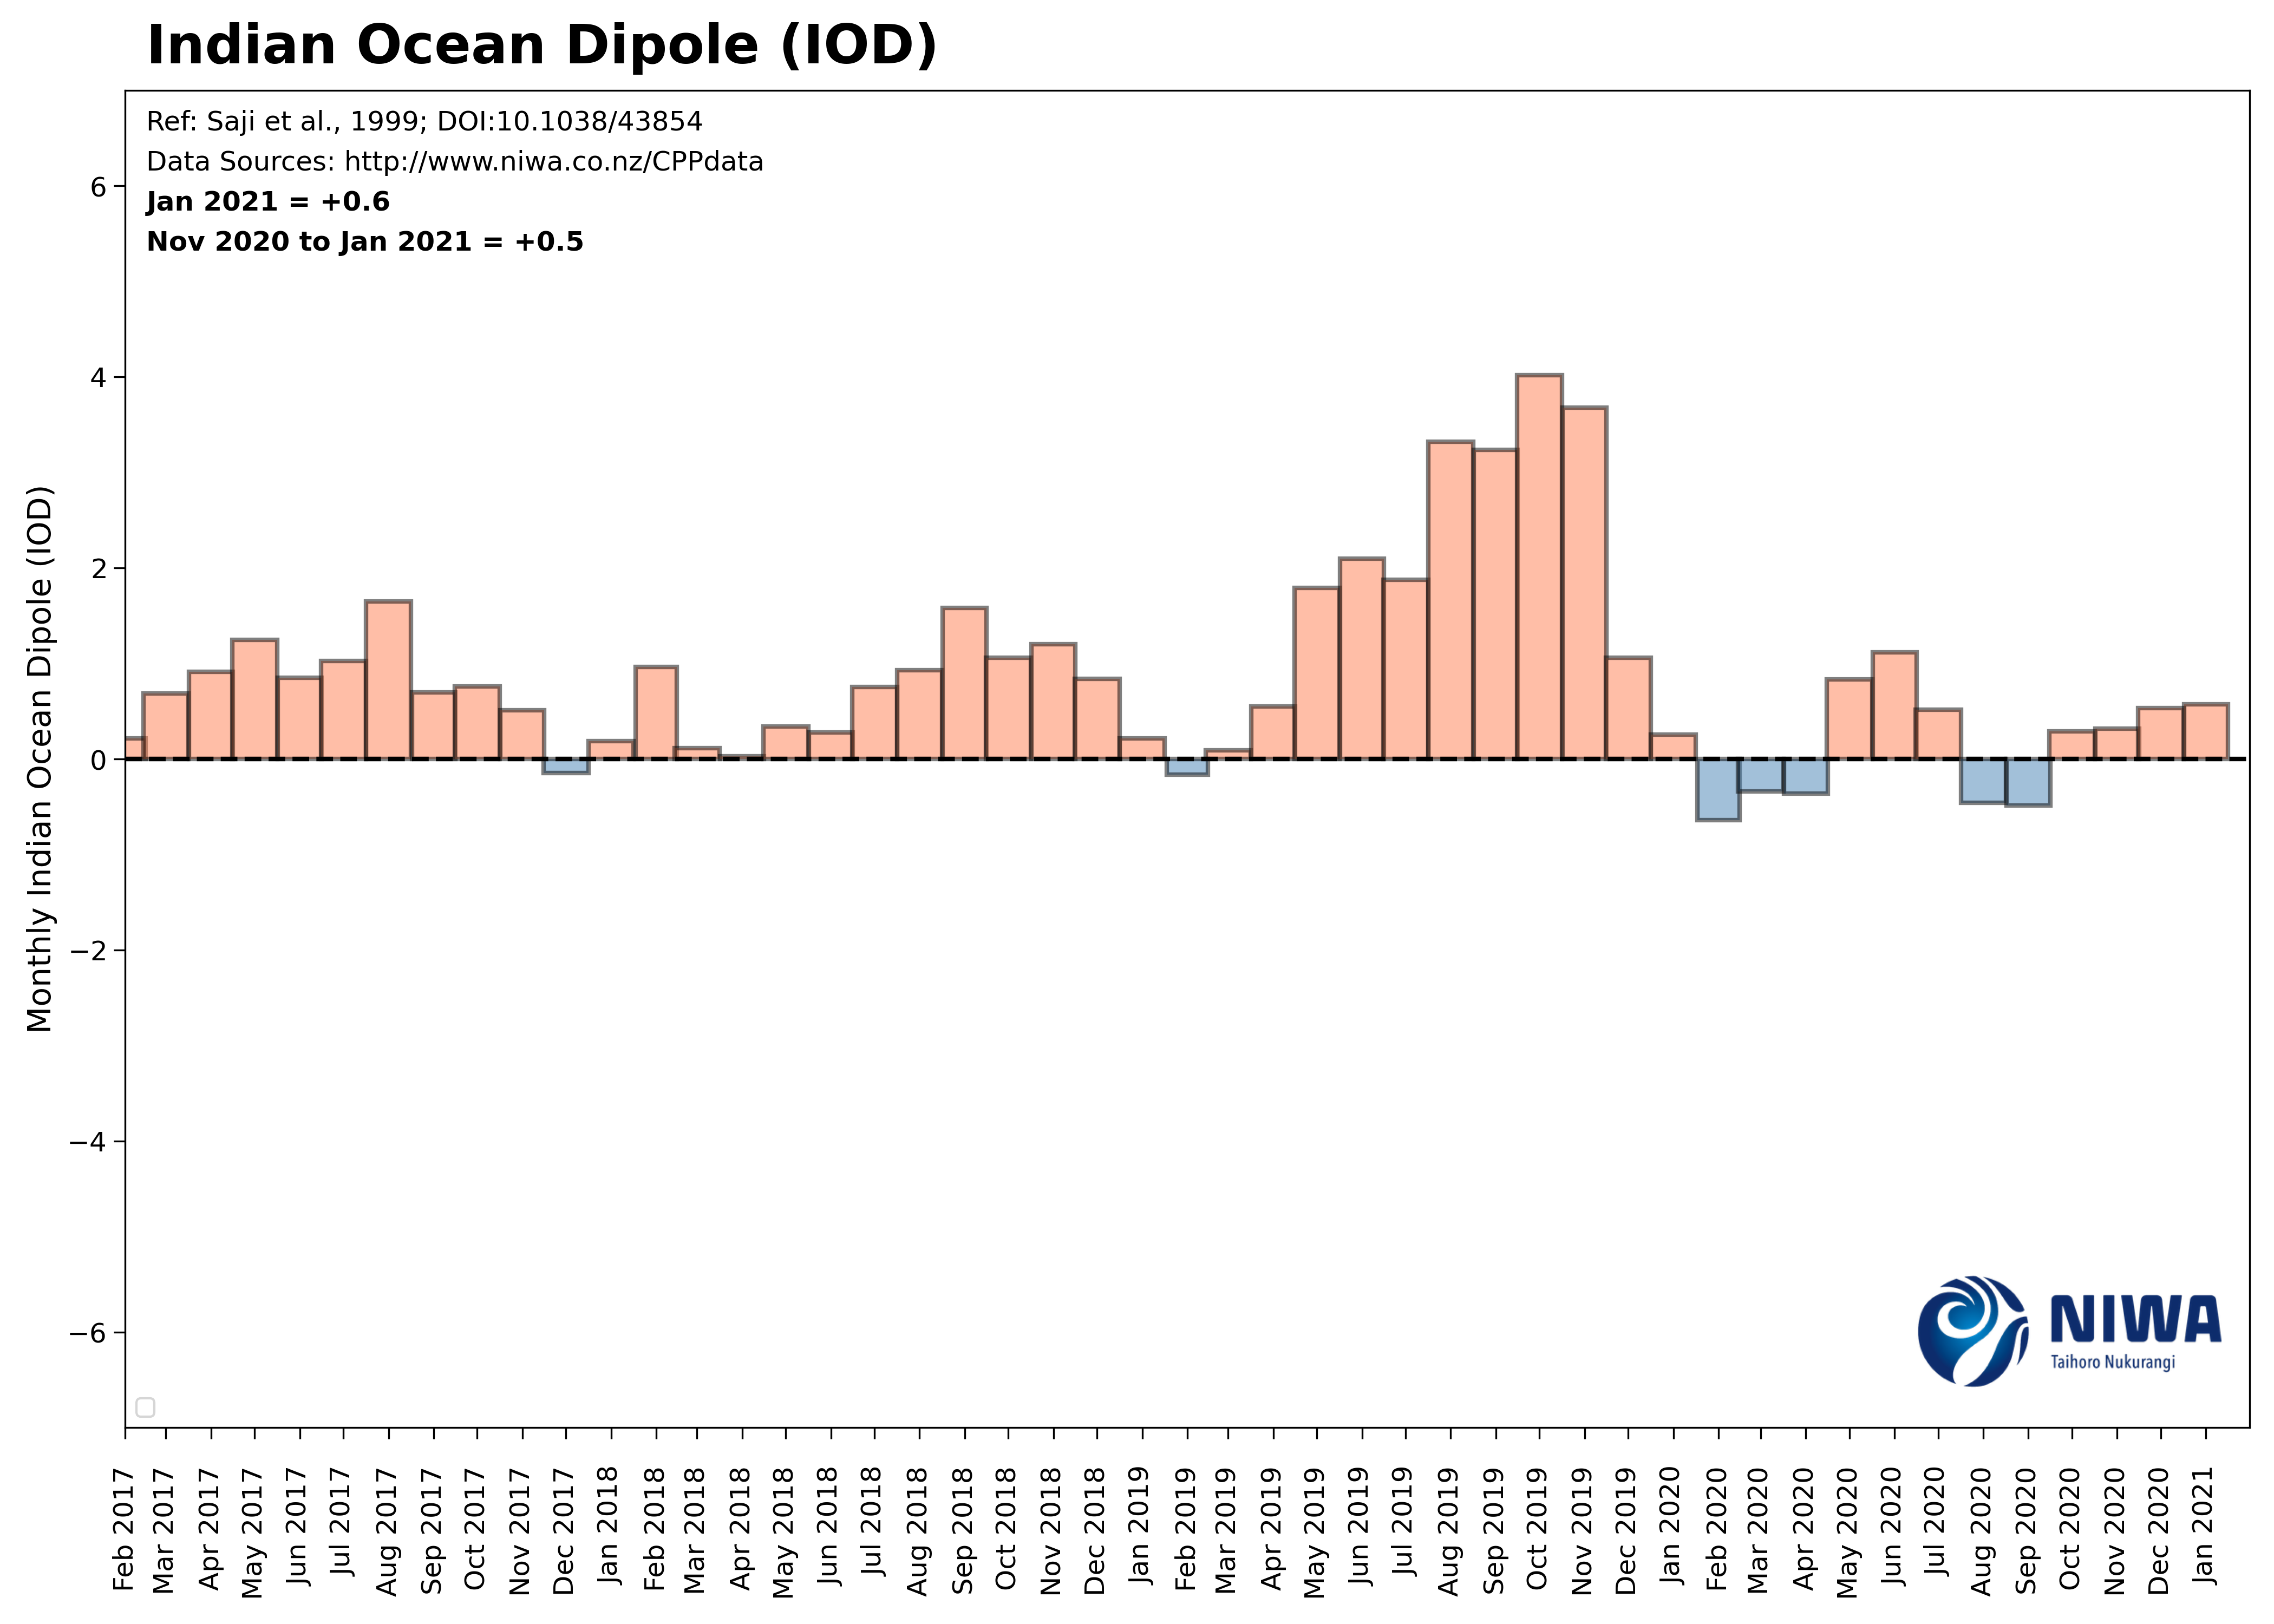 Indian Ocean Dipole (IOD)
Ref: Saji et al., 1999; DOI:10.1038/43854
Data Sources: http://www.niwa.co.nz/CPPdata
Jan 2021 = +0.6
Nov 2020 to Jan 2021 = +0.5
Monthly Indian Ocean Dipole (IOD)
6
4
2
0
−2
−4
−6
NIWA
Taihoro Nukurangi
Feb 2017
Mar 2017
Apr 2017
May 2017
Jun 2017
Jul 2017
Aug 2017
Sep 2017
Oct 2017
Nov 2017
Dec 2017
Jan 2018
Feb 2018
Mar 2018
Apr 2018
May 2018
Jun 2018
Jul 2018
Aug 2018
Sep 2018
Oct 2018
Nov 2018
Dec 2018
Jan 2019
Feb 2019
Mar 2019
Apr 2019
May 2019
Jun 2019
Jul 2019
Aug 2019
Sep 2019
Oct 2019
Nov 2019
Dec 2019
Jan 2020
Feb 2020
Mar 2020
Apr 2020
May 2020
Jun 2020
Jul 2020
Aug 2020
Sep 2020
Oct 2020
Nov 2020
Dec 2020
Jan 2021